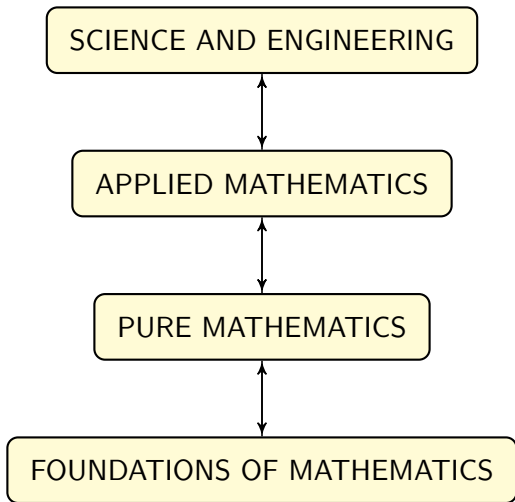 SCIENCE AND ENGINEERING
APPLIED MATHEMATICS
PURE MATHEMATICS
FOUNDATIONS OF MATHEMATICS